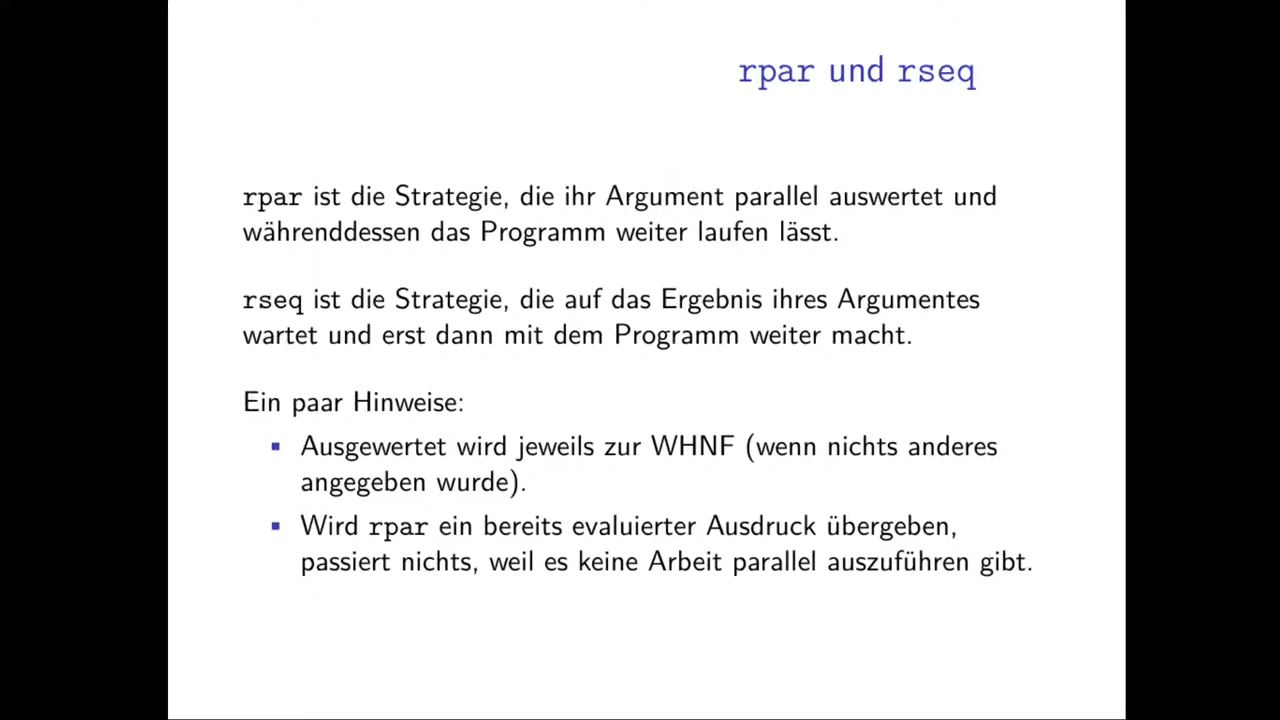 rpar und rseq
rpar ist die Strategie, die ihr Argument parallel auswertet und
währenddessen das Programm weiter laufen lässt.
rseq ist die Strategie, die auf das Ergebnis ihres Argumentes
wartet und erst dann mit dem Programm weiter macht.
Ein paar Hinweise:
▪ Ausgewertet wird jeweils zur WHNF (wenn nichts anderes
angegeben wurde).
▪ Wird rpar ein bereits evaluierter Ausdruck übergeben,
passiert nichts, weil es keine Arbeit parallel auszuführen gibt.